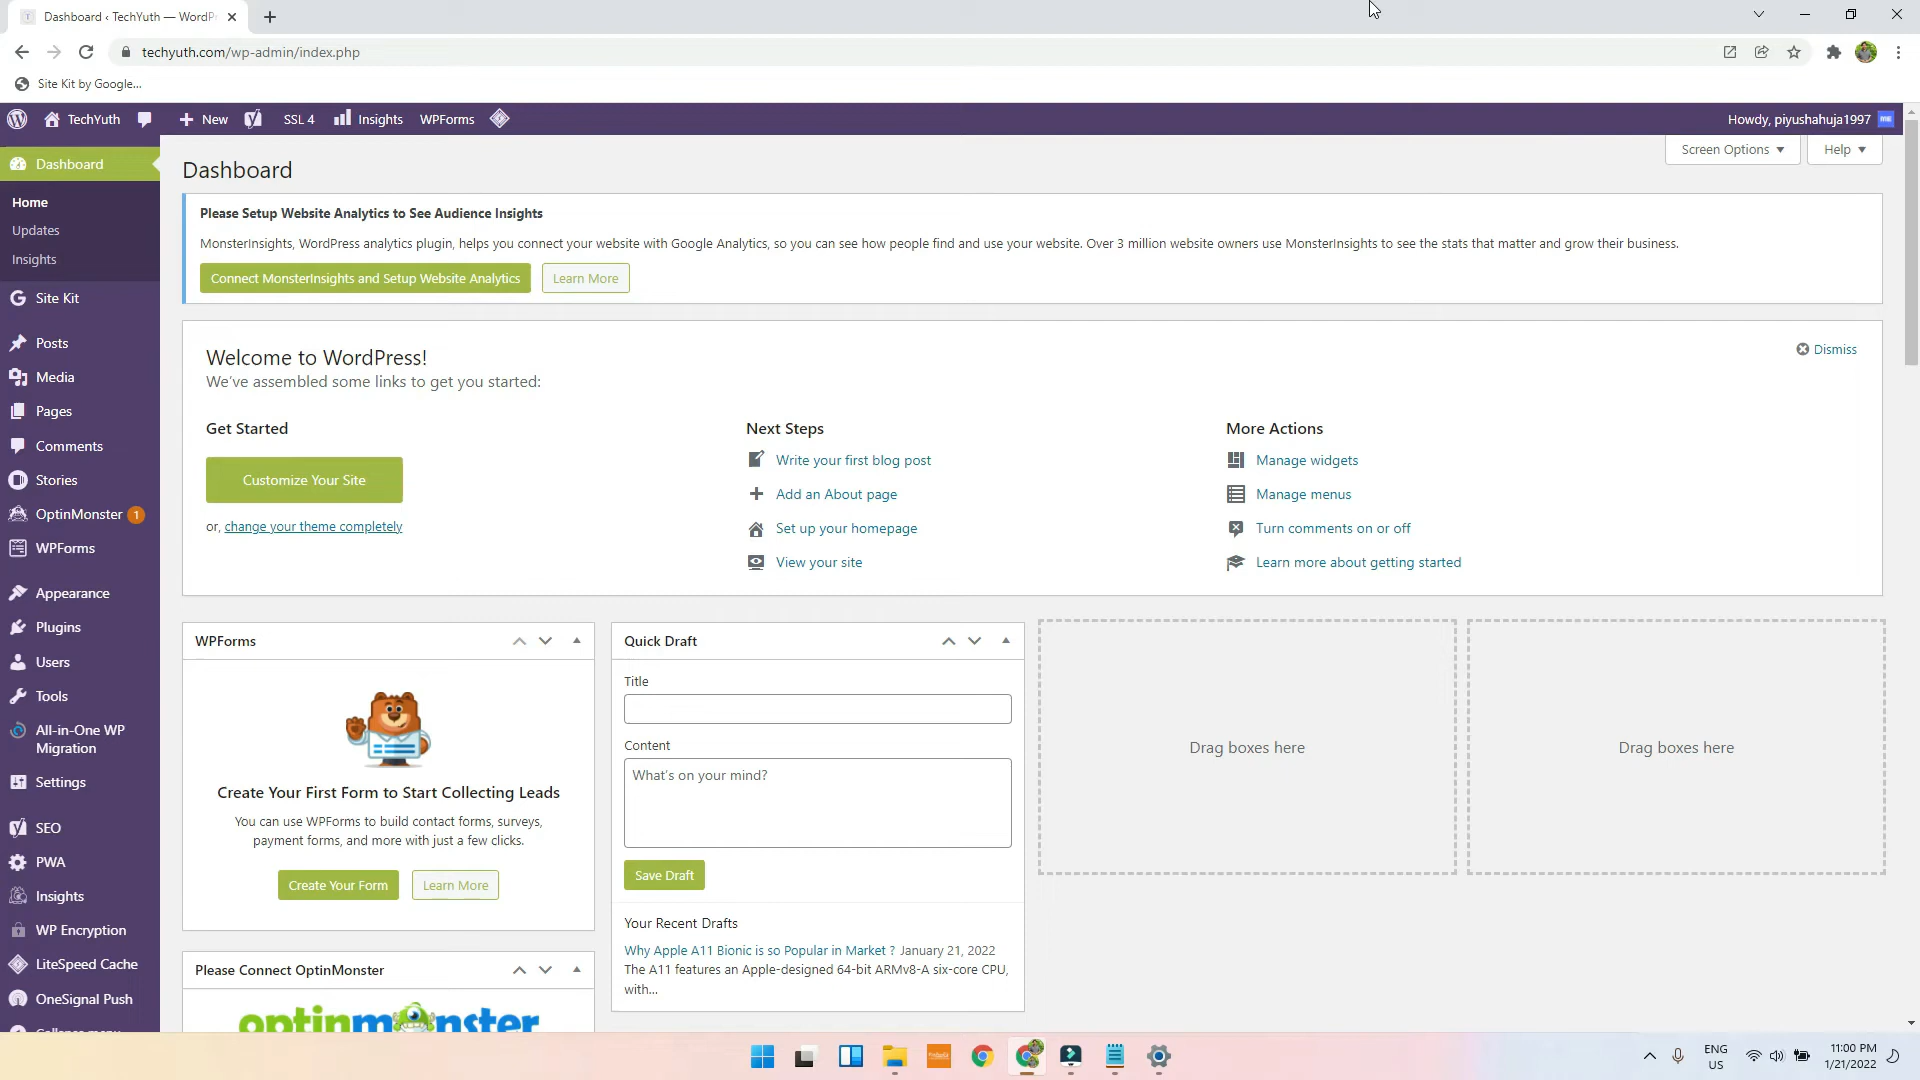 Dashboard ‹ TechYuth — WordP
techyuth.com/wp-admin/index.php
Site Kit by Google...
TechYuth
New
SSL 4
Insights
WPForms
Howdy, piyushahuja1997
ME
Dashboard
Home
Updates
Insights
Site Kit
Posts
Media
Pages
Comments
Stories
OptinMonster 1
WPForms
Appearance
Plugins
Users
Tools
All-in-One WP
Migration
Settings
SEO
PWA
Insights
WP Encryption
LiteSpeed Cache
OneSignal Push
Collapse menu
Screen Options
Help
Dashboard
Please Setup Website Analytics to See Audience Insights
MonsterInsights, WordPress analytics plugin, helps you connect your website with Google Analytics, so you can see how people find and use your website. Over 3 million website owners use MonsterInsights to see the stats that matter and grow their business.
Connect MonsterInsights and Setup Website Analytics
Learn More
Welcome to WordPress!
We've assembled some links to get you started:
Dismiss
Get Started
Customize Your Site
or, change your theme completely
Next Steps
Write your first blog post
Add an About page
Set up your homepage
View your site
More Actions
Manage widgets
Manage menus
Turn comments on or off
Learn more about getting started
WPForms
Create Your First Form to Start Collecting Leads
You can use WPForms to build contact forms, surveys,
payment forms, and more with just a few clicks.
Create Your Form
Learn More
Please Connect OptinMonster
optinmonster
Quick Draft
Title
Content
What's on your mind?
Save Draft
Your Recent Drafts
Why Apple A11 Bionic is so Popular in Market ? January 21, 2022
The A11 features an Apple-designed 64-bit ARMv8-A six-core CPU,
with...
Drag boxes here
Drag boxes here
ENG
US
11:00 PM
1/21/2022